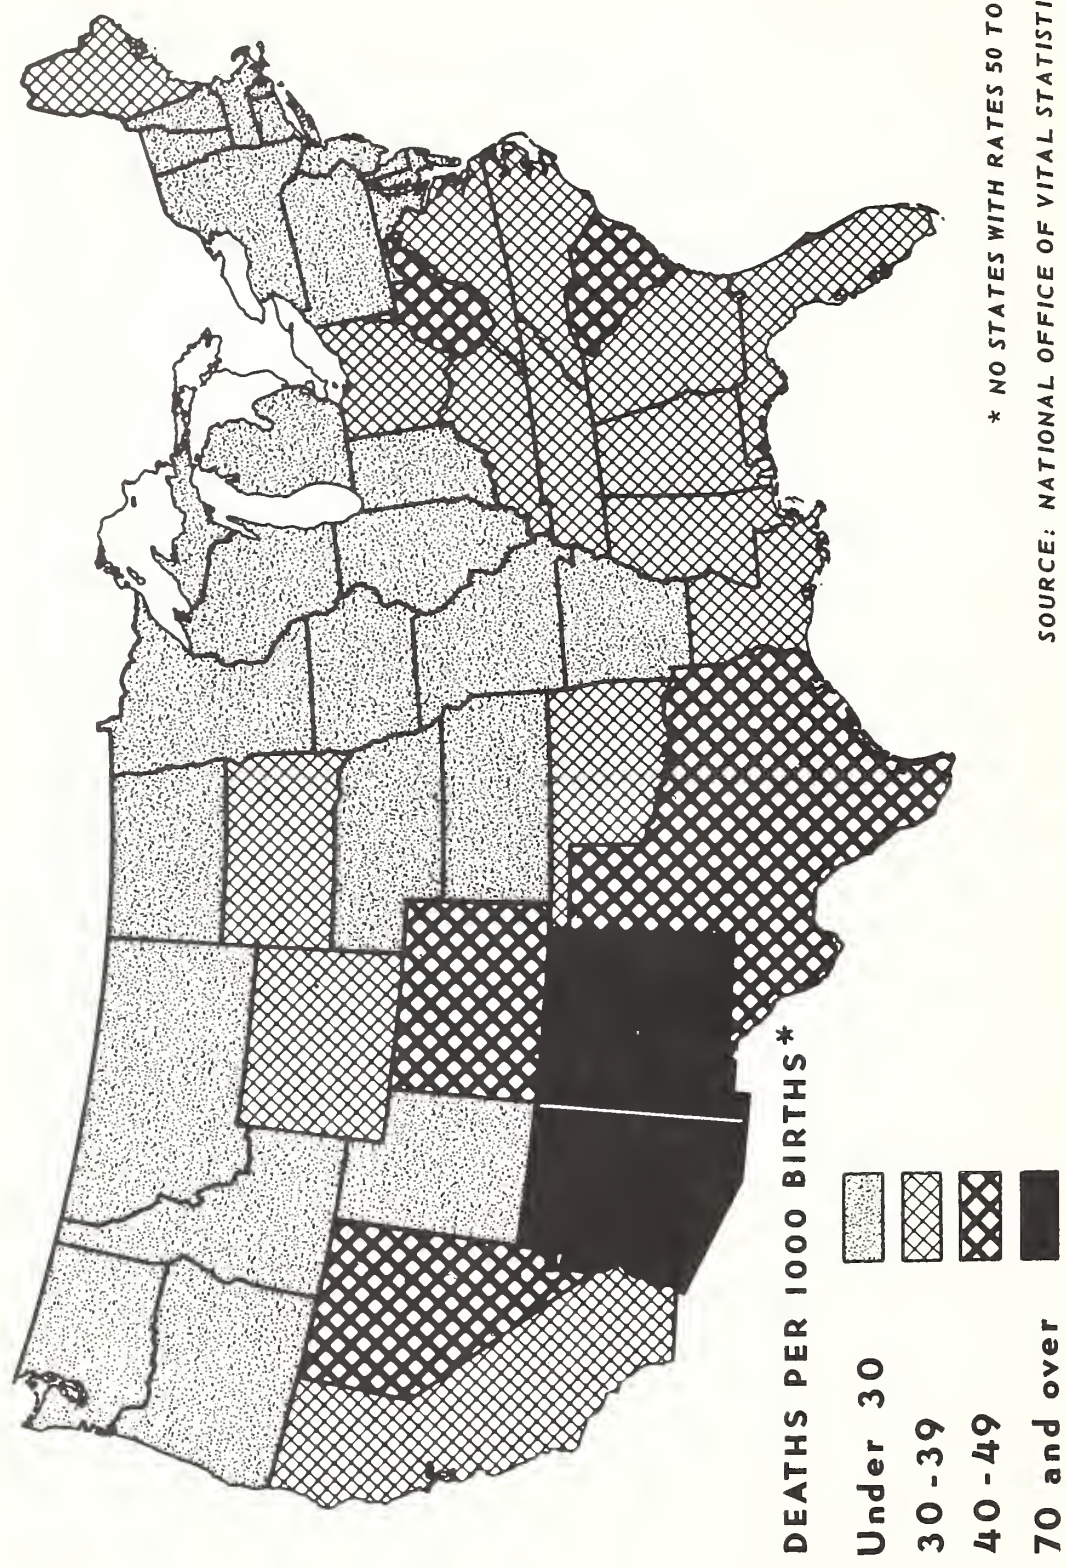 DEATHS PER 1000 BIRTHS*
Under 30
30-39
40-49
70 and over
* NO STATES WITH RATES 50 TO
SOURCE: NATIONAL OFFICE OF VITAL STATISTI